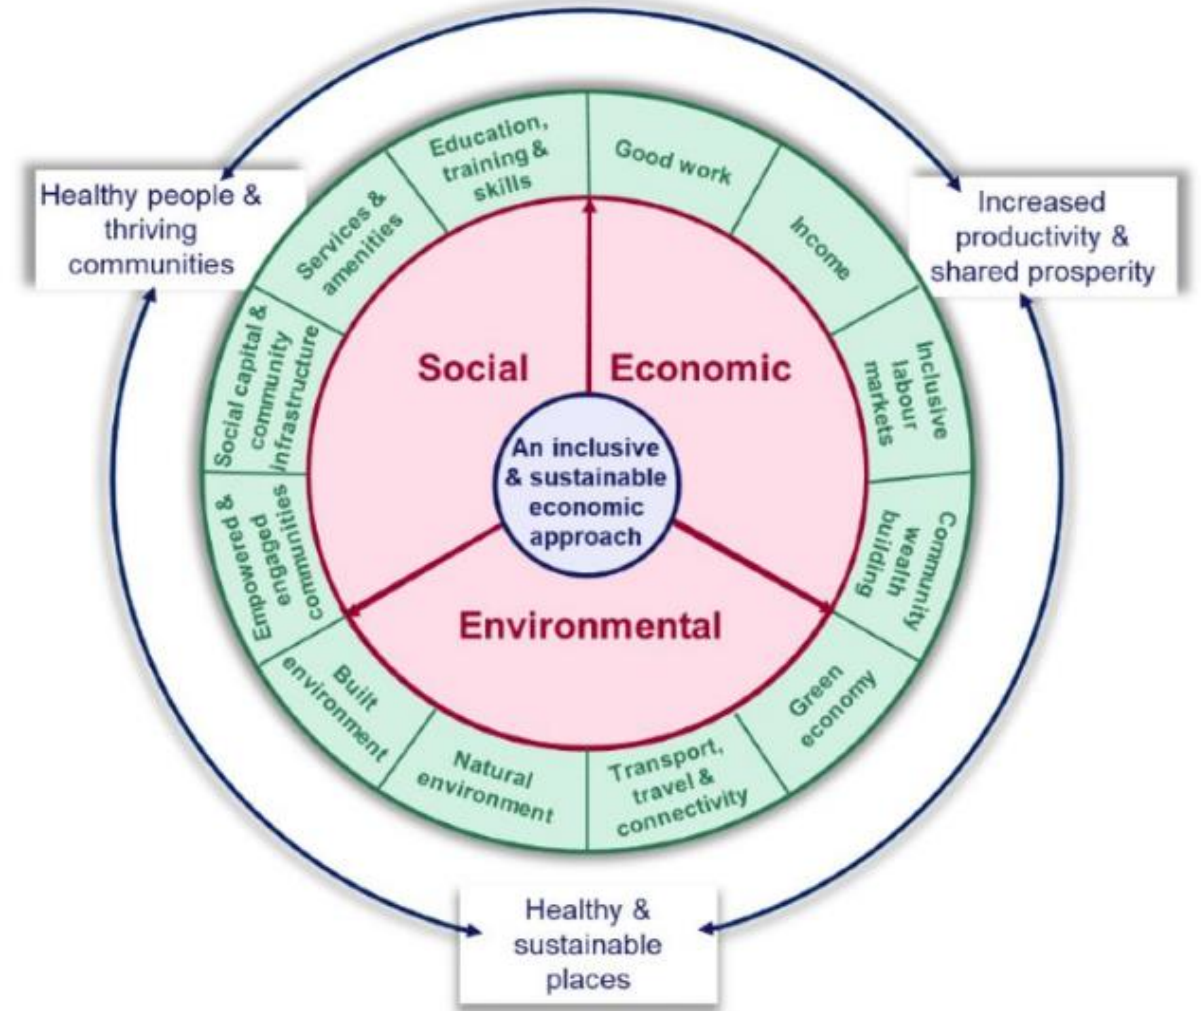 Education,
training &
skills
Good work
Income
Inclusive
labour
markets
Community
wealth
building
Green
economy
Transport,
travel &
connectivity
Natural
environment
Built
environment
Empowered &
engaged
communities
Social capital &
community
infrastructure
Services &
amenities
Healthy people &
thriving
communities
Increased
productivity &
shared prosperity
Social
Economic
An inclusive
& sustainable
economic
approach
Environmental
Healthy &
sustainable
places